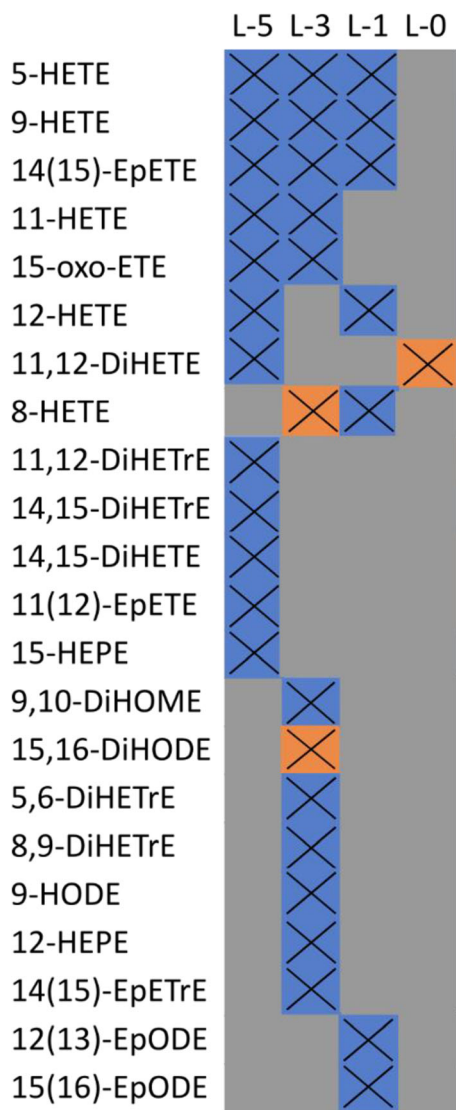 L-5 L-3 L-1 L-0
5-HETE
9-HETE
14(15)-EpETE
11-HETE
15-oxo-ETE
12-HETE
11,12-DiHETE
8-HETE
11,12-DiHETrE
14,15-DiHETrE
14,15-DiHETE
11(12)-EpETE
15-HEPE
9,10-DiHOME
15,16-DiHODE
5,6-DiHETrE
8,9-DiHETrE
9-HODE
12-HEPE
14(15)-EpETrE
12(13)-EpODE
15(16)-EpODE